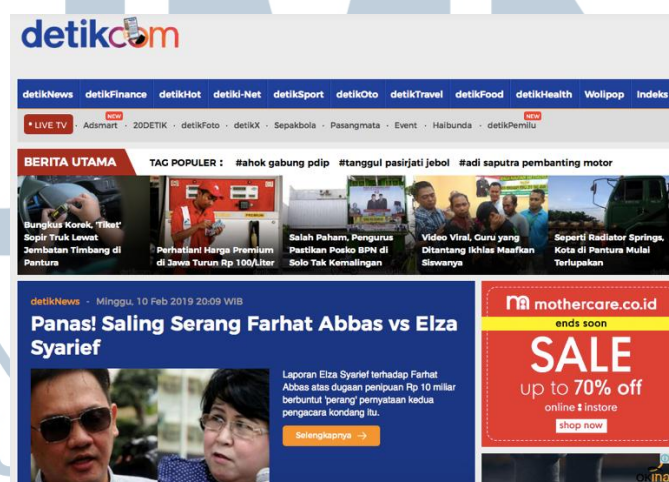 detikcom
detikNews detikFinance detikHot detiki-Net detikSport detikOto detikTravel detikFood detikHealth Wolipop Indeks
NEW NEW
• LIVE TV · Adsmart · 20DETIK · detikFoto · detikX · Sepakbola · Pasangmata · Event · Haibunda · detikPemilu
BERITA UTAMA TAG POPULER : #ahok gabung pdip #tanggul pasirjati jebol #adi saputra pembanting motor
Bungkus Korek, 'Tiket'
Sopir Truk Lewat
Jembatan Timbang di
Pantura
PREMIUM
Perhatian! Harga Premium
di Jawa Turun Rp 100/Liter
Salah Paham, Pengurus
Pastikan Posko BPN di
Solo Tak Kemalingan
Video Viral, Guru yang
Ditantang Ikhlas Maafkan
Siswanya
Seperti Radiator Springs,
Kota di Pantura Mulai
Terlupakan
detikNews - Minggu, 10 Feb 2019 20:09 WIB
Panas! Saling Serang Farhat Abbas vs Elza
Syarief
Laporan Elza Syarief terhadap Farhat
Abbas atas dugaan penipuan Rp 10 miliar
berbuntut 'perang' pernyataan kedua
pengacara kondang itu.
Selengkapnya →
mothercare.co.id
ends soon
SALE
up to 70% off
online instore
shop now